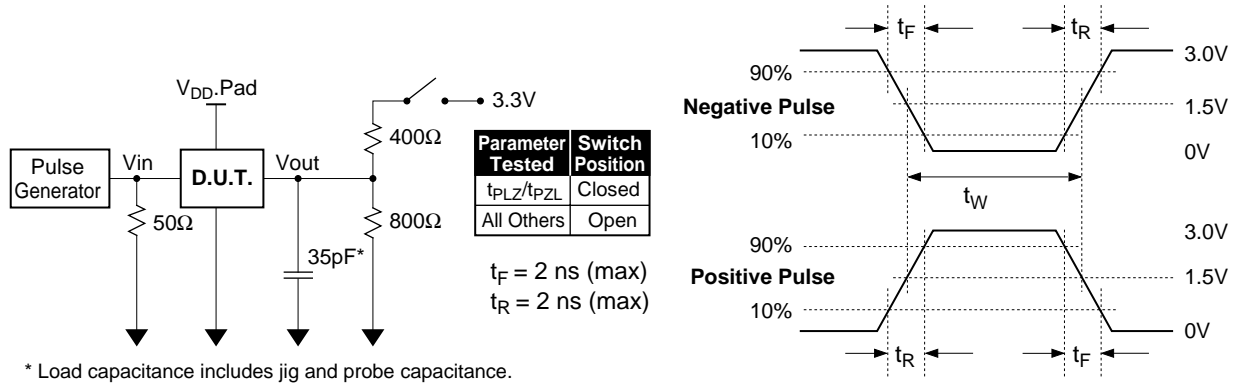 V_DD.Pad
3.3V
400Ω
Pulse
Generator
Vin
D.U.T.
Vout
50Ω
35pF*
800Ω
Parameter Tested Switch Position
t_PLZ/t_PZL Closed
All Others Open
t_F = 2 ns (max)
t_R = 2 ns (max)
* Load capacitance includes jig and probe capacitance.
t_F t_R
3.0V
90%
Negative Pulse 1.5V
10%
0V
t_W
3.0V
90%
Positive Pulse 1.5V
10%
0V
t_R t_F